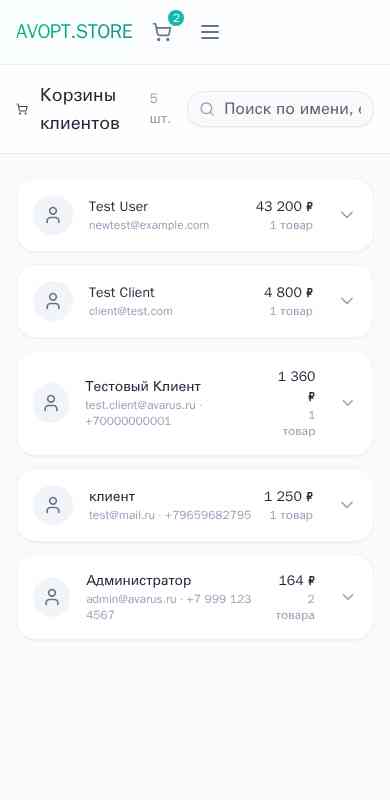 AVOPT.STORE
2
Корзины
клиентов
5
шт.
Поиск по имени,
Test User
43 200 ₽
newtest@example.com
1 товар
Test Client
4 800 ₽
client@test.com
1 товар
1 360
₽
Тестовый Клиент
test.client@avarus.ru ·
+70000000001
1
товар
клиент
1 250 ₽
test@mail.ru · +79659682795
1 товар
Администратор
164 ₽
admin@avarus.ru · +7 999 123
4567
2
товара